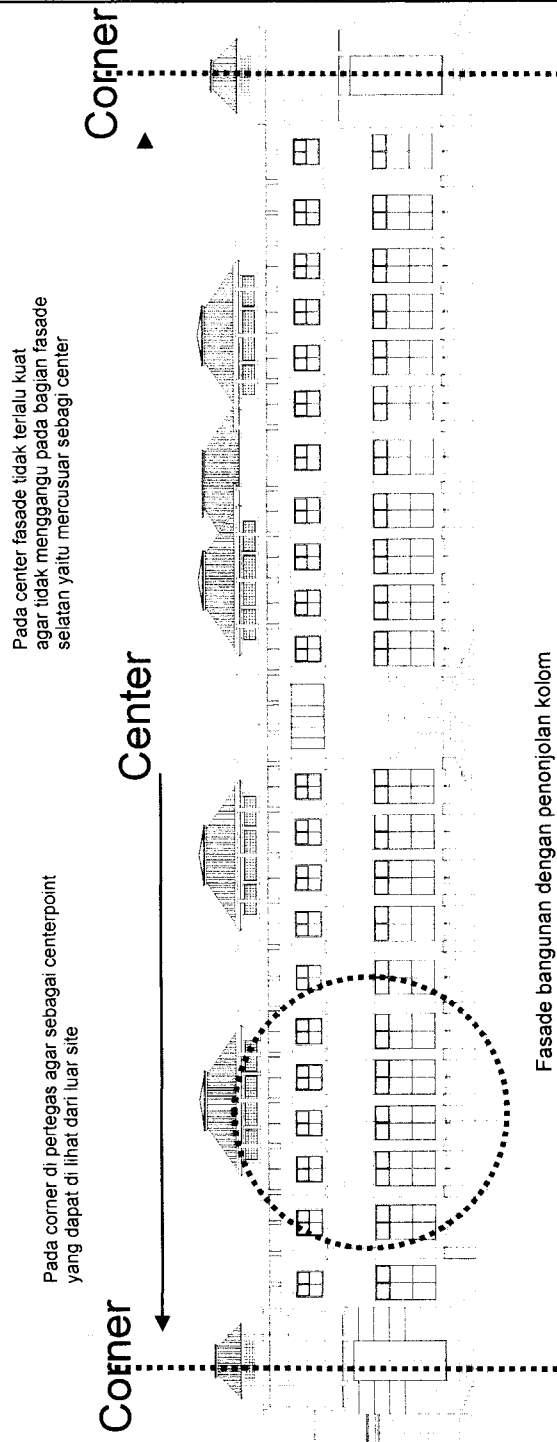 Pada corner di pertegas agar sebagai centerpoint
yang dapat di lihat dari luar site
Pada center fasade tidak terlalu kuat
agar tidak menggangu pada bagian fasade
selatan yaitu mercusuar sebagi center
Corner
Center
Corner
Fasade bangunan dengan penonjolan kolom